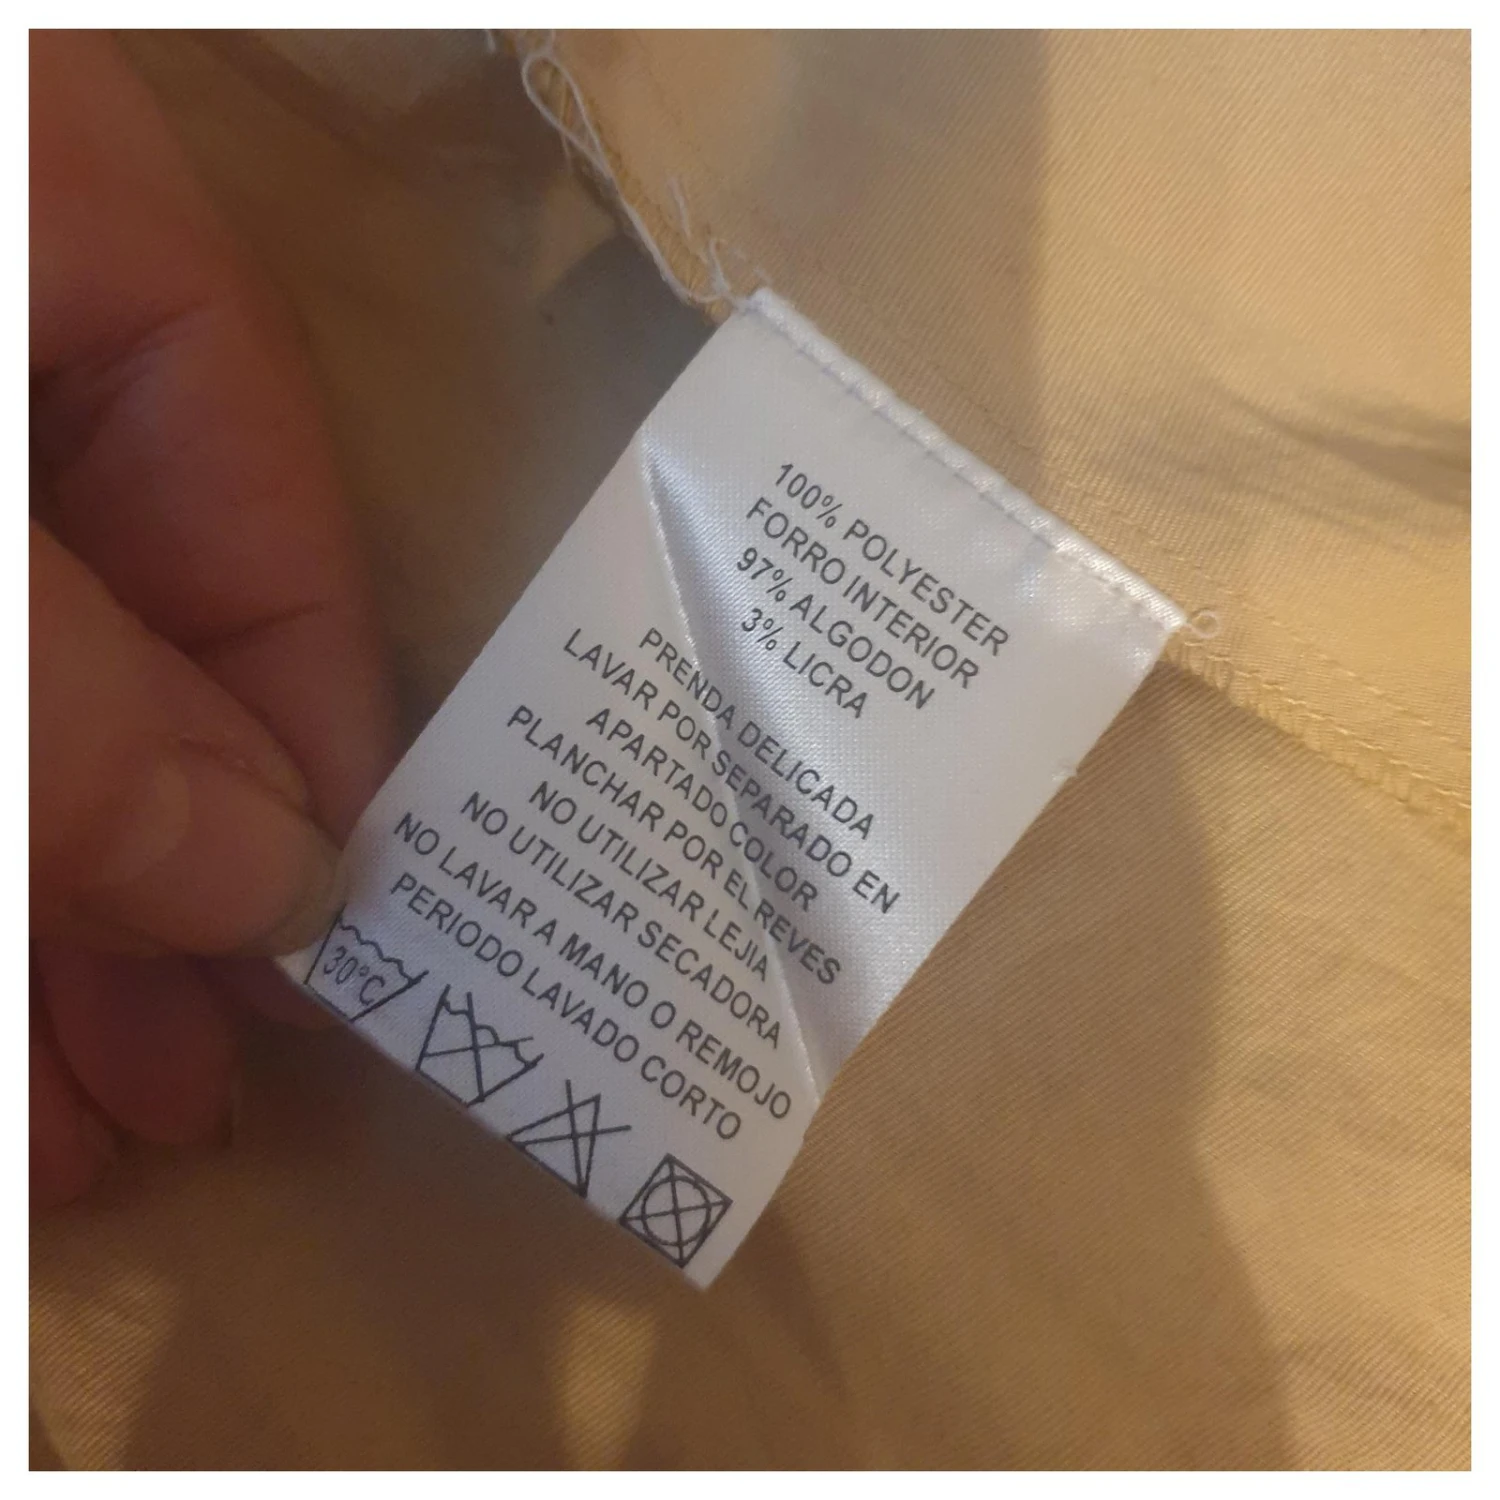 100% POLYESTER
FORRO INTERIOR
97% ALGODON
3% LICRA
PRENDA DELICADA
LAVAR POR SEPARADO EN
APARTADO COLOR
PLANCHAR POR EL REVES
NO UTILIZAR LEJIA
NO UTILIZAR SECADORA
NO LAVAR A MANO O REMOJO
PERIODO LAVADO CORTO
30°C